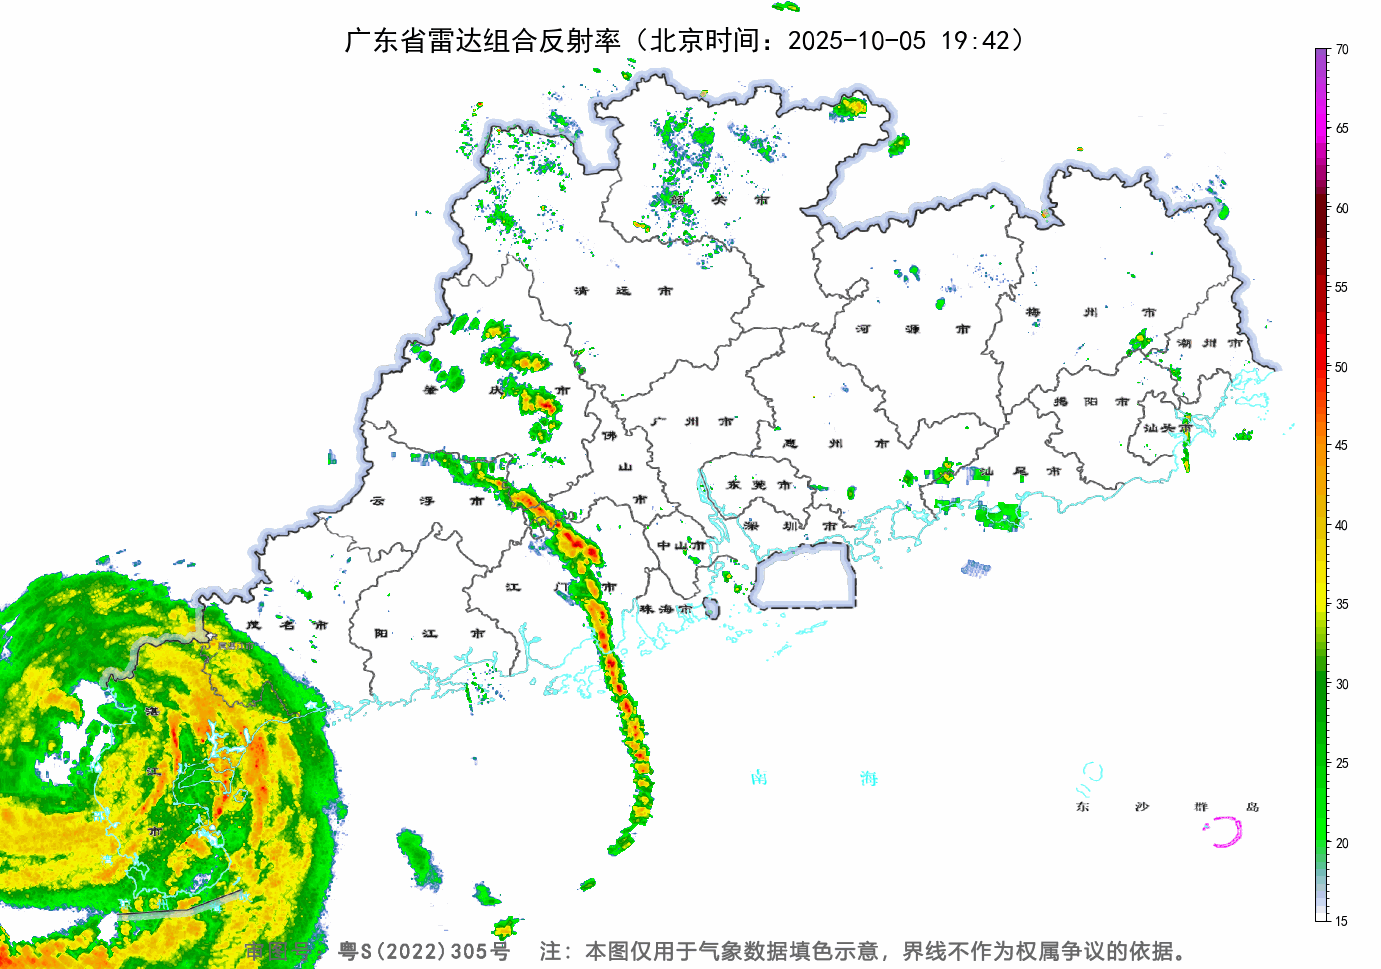 广东省雷达组合反射率（北京时间：2025-10-05 19:42）
70
65
60
55
50
45
40
35
30
25
20
15
韶关市
清远市
河源市
梅州市
潮州市
肇庆市
揭阳市
汕头市
广州市
佛山市
惠州市
汕尾市
东莞市
云浮市
深圳市
中山市
江门市
珠海市
茂名市
阳江市
湛江市
南海
东沙群岛
审图号：粤S(2022)305号 注：本图仅用于气象数据填色示意，界线不作为权属争议的依据。